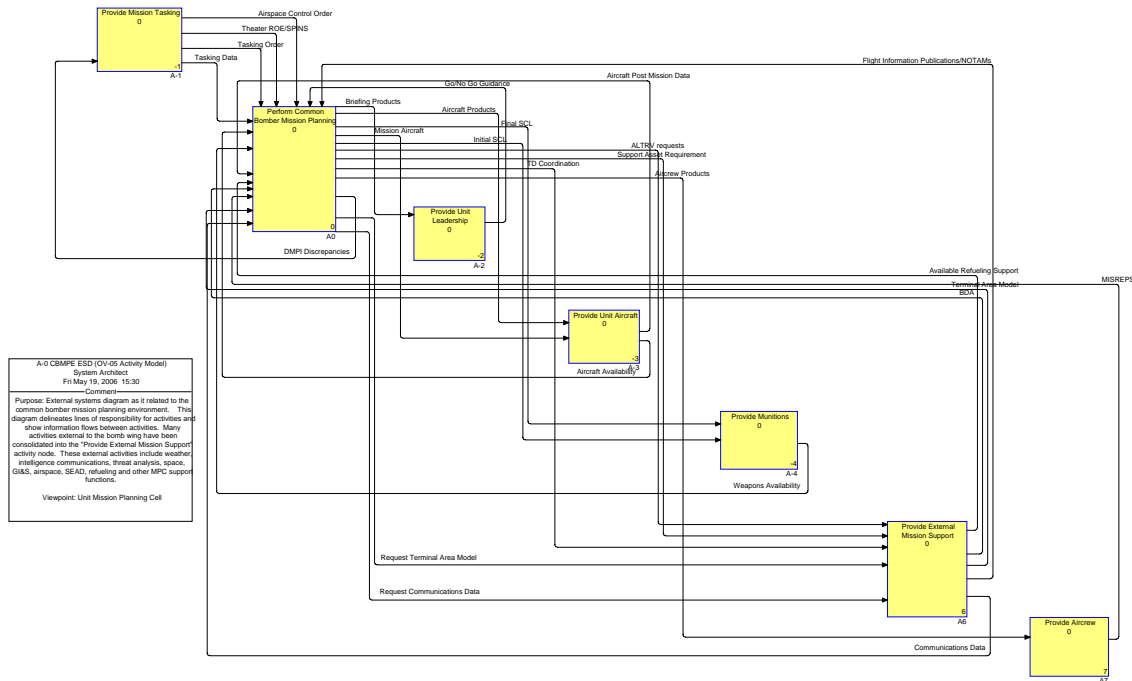 Provide Mission Tasking
0
-1
A-1
Airspace Control Order
Theater ROE/SPINS
Tasking Order
Tasking Data
Flight Information Publications/NOTAMs
Aircraft Post Mission Data
Go/No Go Guidance
Briefing Products
Aircraft Products
Final SCL
Mission Aircraft
Initial SCL
ALTRV requests
Support Asset Requirement
TD Coordination
Aircrew Products
Perform Common
Bomber Mission Planning
0
0
A0
Provide Unit
Leadership
0
-2
A-2
DMPI Discrepancies
Available Refueling Support
MISREPS
Terminal Area Model
BDA
Provide Unit Aircraft
0
-3
A-3
Aircraft Availability
A-0 CBMPE ESD (OV-05 Activity Model)
System Architect
Fri May 19, 2006 15:30
Comment
Purpose: External systems diagram as it related to the
common bomber mission planning environment. This
diagram delineates lines of responsibility for activities and
show information flows between activities. Many
activities external to the bomb wing have been
consolidated into the "Provide External Mission Support"
activity node. These external activities include weather,
intelligence communications, threat analysis, space,
GI&S, airspace, SEAD, refueling and other MPC support
functions.
Viewpoint: Unit Mission Planning Cell
Provide Munitions
0
-4
A-4
Weapons Availability
Provide External
Mission Support
0
6
A6
Request Terminal Area Model
Request Communications Data
Provide Aircrew
0
7
A7
Communications Data